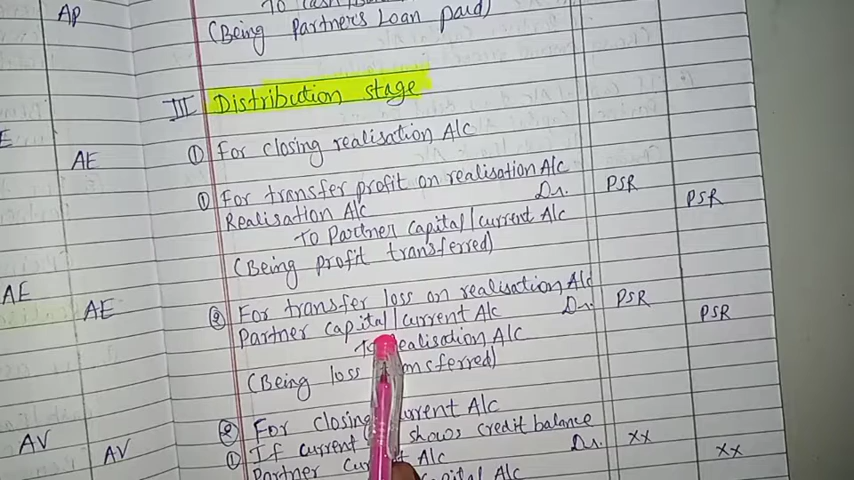 AP
(Being Partners Loan paid)
III Distribution stage
① For closing realisation A/c
AE
① For transfer profit on realisation A/c
Realisation A/c Dr. PSR
To Partner capital/current A/c PSR
(Being profit transferred)
AE
② For transfer loss on realisation A/c
AE
Partner capital/current A/c Dr. PSR
To Realisation A/c PSR
(Being loss transferred)
② For closing current A/c
① If current shows credit balance
AV
Partner A/c Dr. xx
AV
capital A/c xx